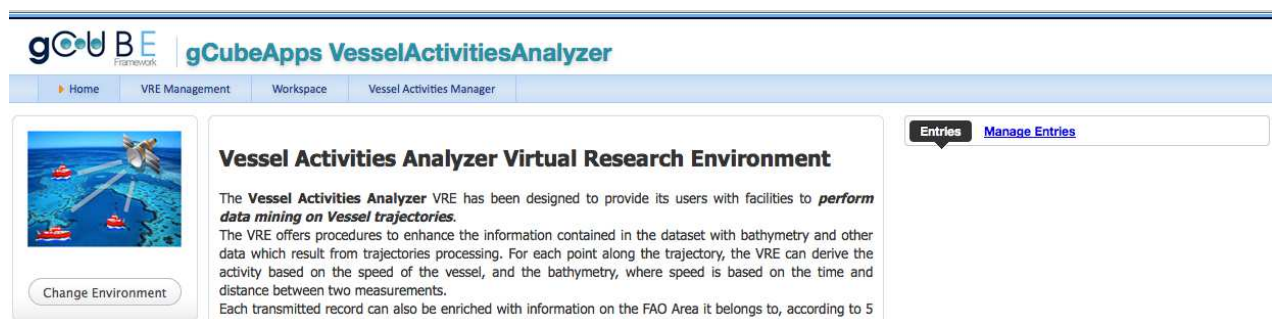 gCUBE
Framework
gCubeApps VesselActivitiesAnalyzer
Home VRE Management Workspace Vessel Activities Manager
Change Environment
Vessel Activities Analyzer Virtual Research Environment
The Vessel Activities Analyzer VRE has been designed to provide its users with facilities to perform
data mining on Vessel trajectories.
The VRE offers procedures to enhance the information contained in the dataset with bathymetry and other
data which result from trajectories processing. For each point along the trajectory, the VRE can derive the
activity based on the speed of the vessel, and the bathymetry, where speed is based on the time and
distance between two measurements.
Each transmitted record can also be enriched with information on the FAO Area it belongs to, according to 5
Entries Manage Entries